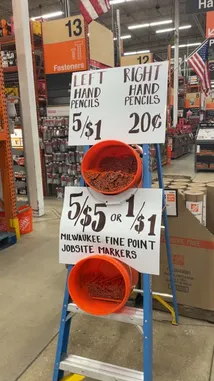 13
Fasteners
12
LEFT
HAND
PENCILS
5/$1
RIGHT
HAND
PENCILS
20¢
5/$5 OR 1/$1
MILWAUKEE FINE POINT
JOBSITE MARKERS